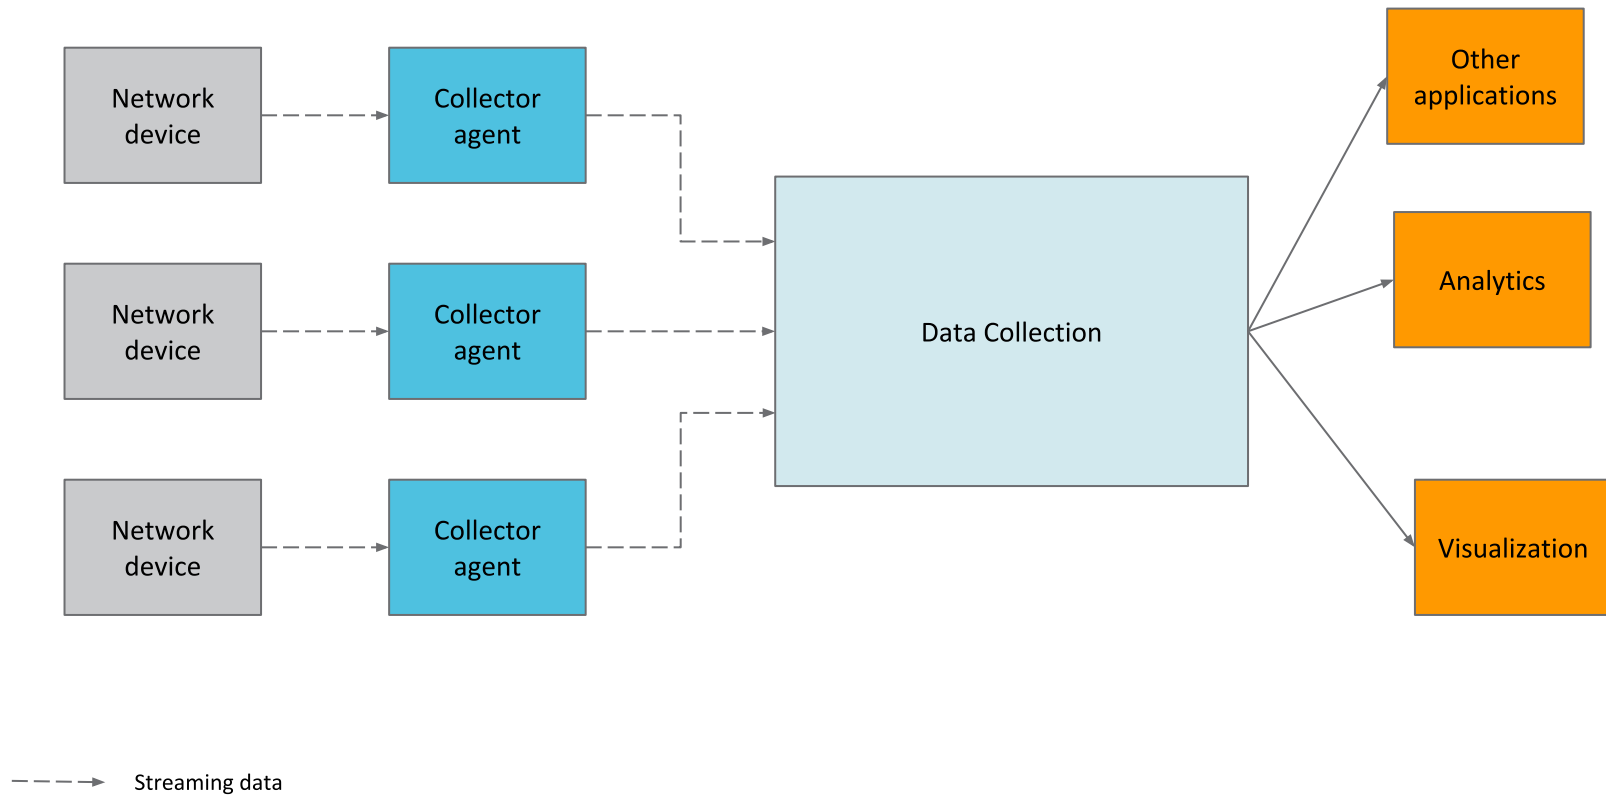 Network
device
Collector
agent
Other
applications
Network
device
Collector
agent
Data Collection
Analytics
Network
device
Collector
agent
Visualization
Streaming data